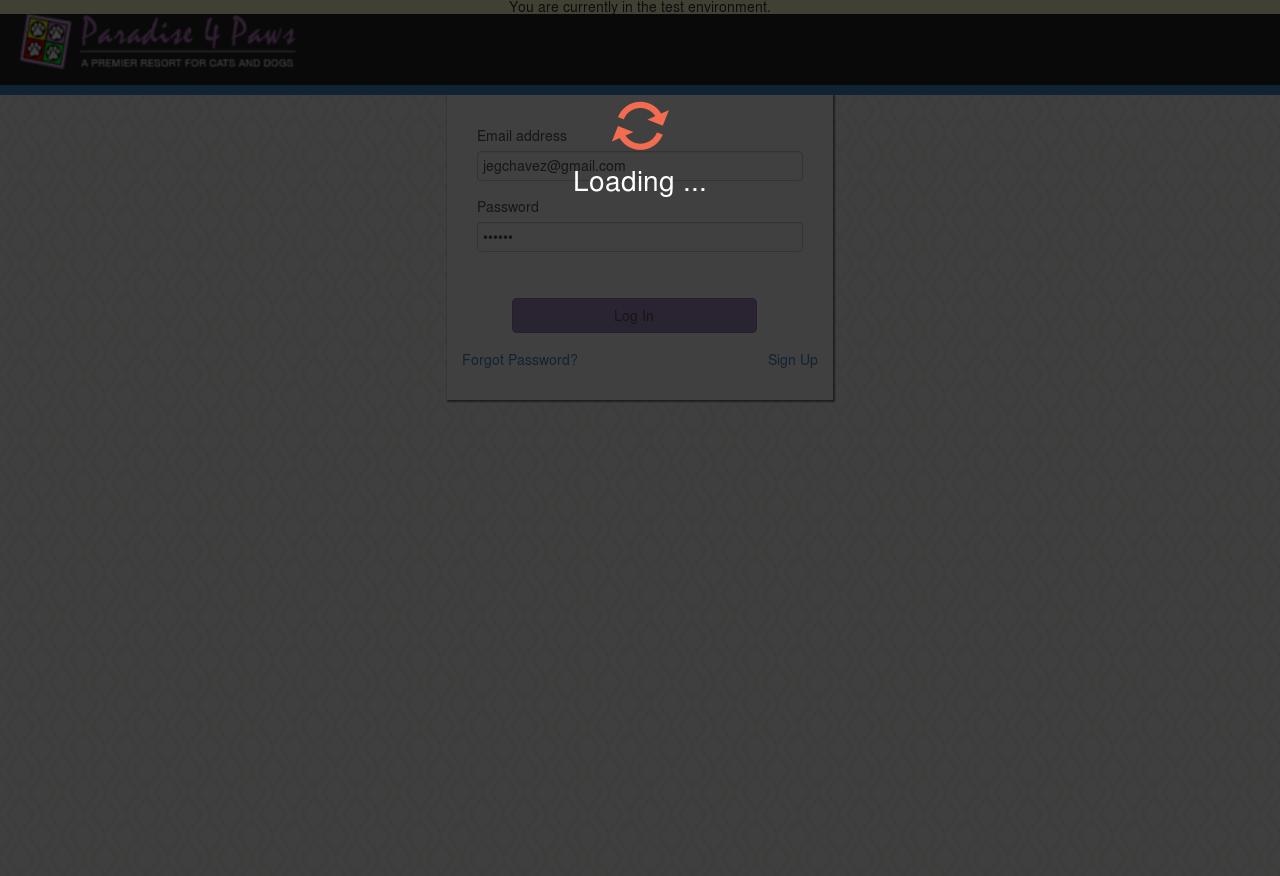 You are currently in the test environment.
Paradise 4 Paws
A PREMIER RESORT FOR CATS AND DOGS
Email address
jegchavez@gmail.com
Loading ...
Password
••••••
Log In
Forgot Password?
Sign Up